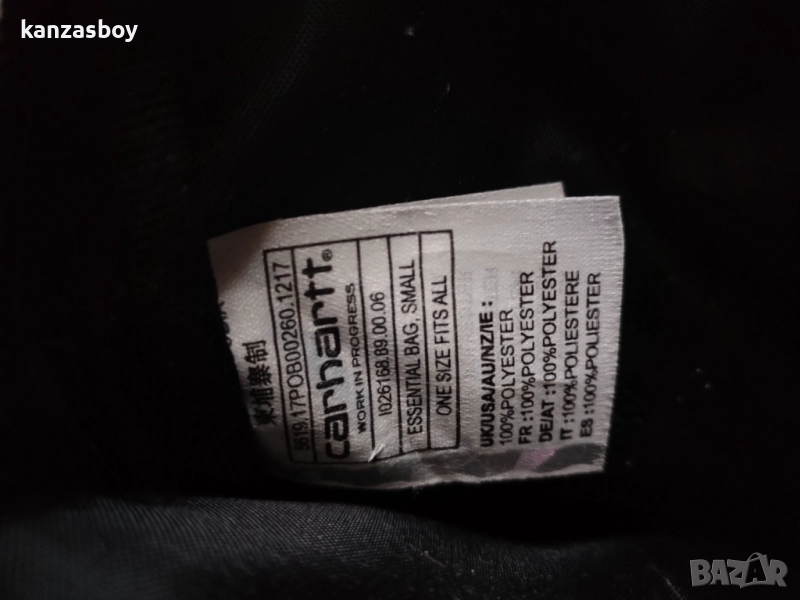 kanzasboy
柬埔寨制
I619.17POB00260.1217
carhartt®
WORK IN PROGRESS
I026168.89.00.06
ESSENTIAL BAG, SMALL
ONE SIZE FITS ALL
UK/USA/AU/NZ/IE :
100%POLYESTER
FR :100%POLYESTER
DE/AT :100%POLYESTER
IT :100%POLIESTERE
ES :100%POLIESTER
BAZAR